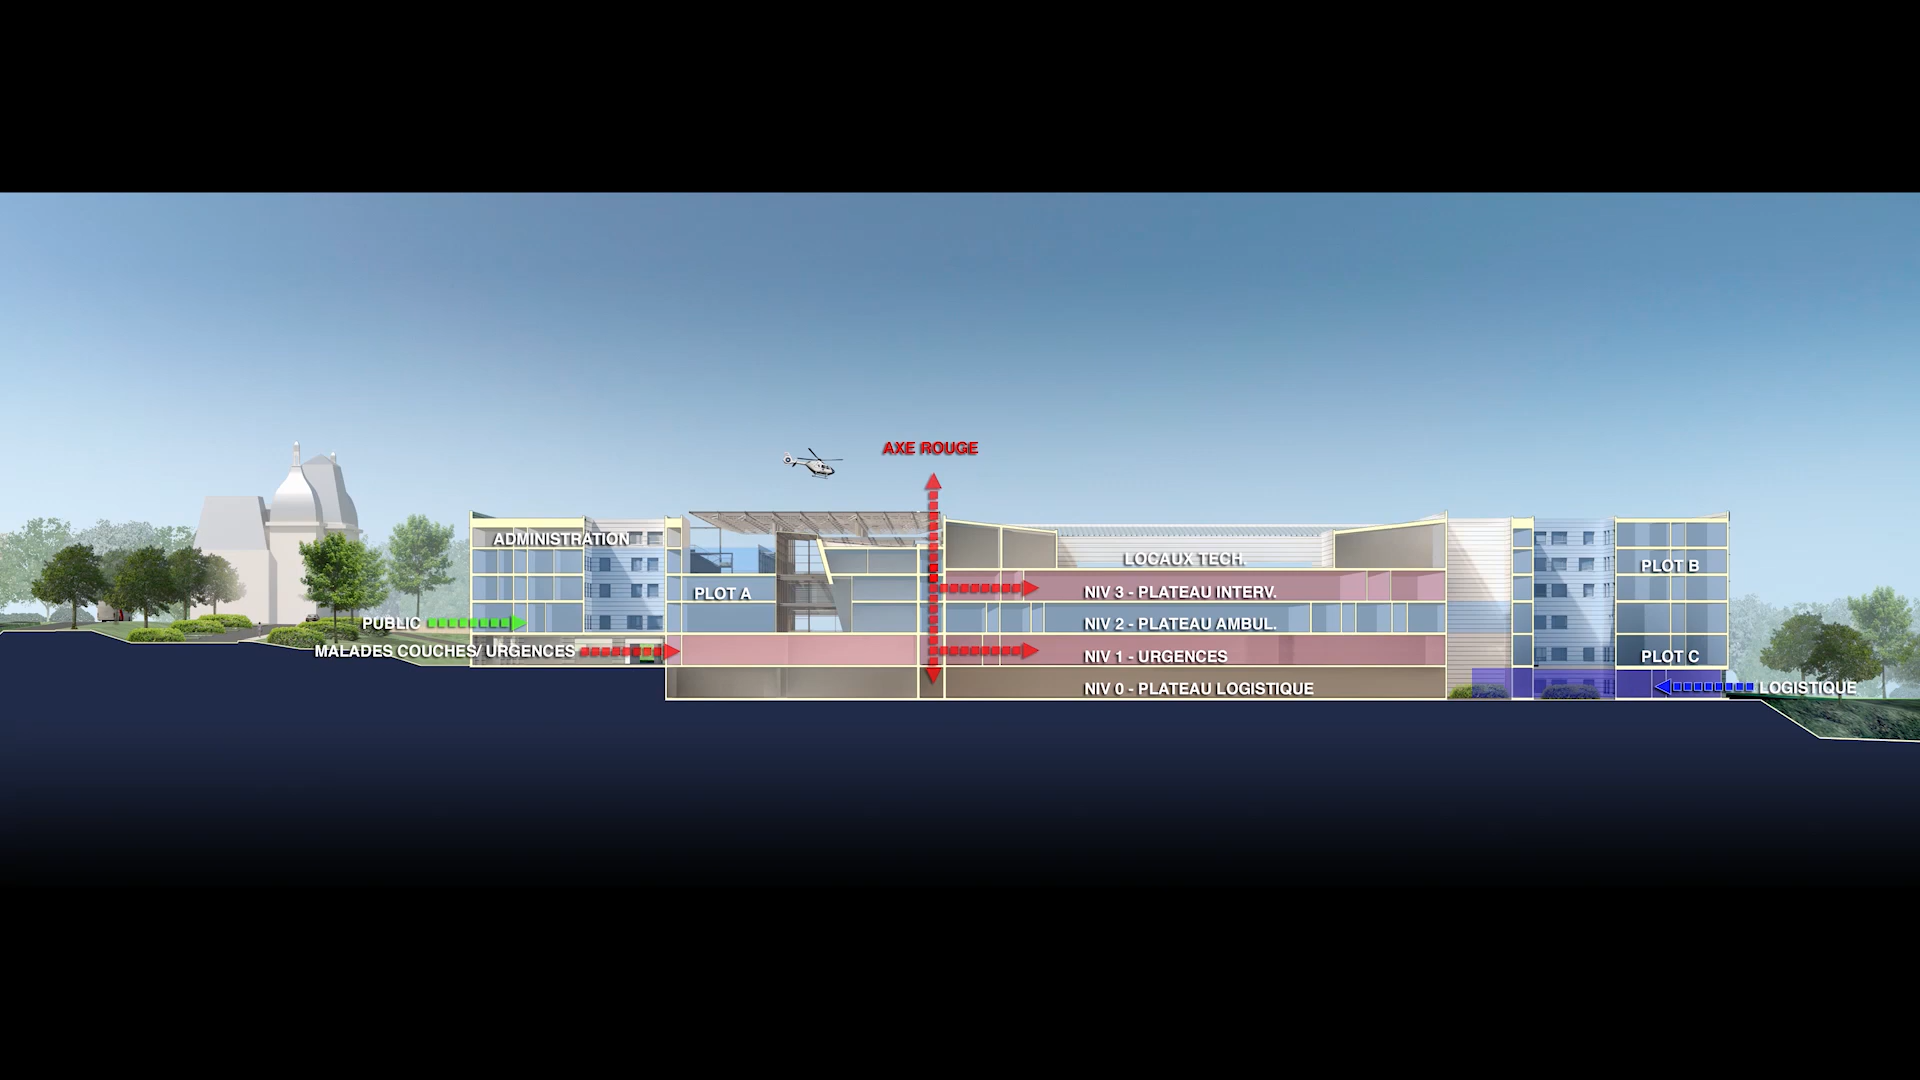 AXE ROUGE
ADMINISTRATION
LOCAUX TECH.
PLOT B
PLOT A
NIV 3 - PLATEAU INTERV.
PUBLIC
NIV 2 - PLATEAU AMBUL.
MALADES COUCHES/ URGENCES
NIV 1 - URGENCES
PLOT C
NIV 0 - PLATEAU LOGISTIQUE
LOGISTIQUE